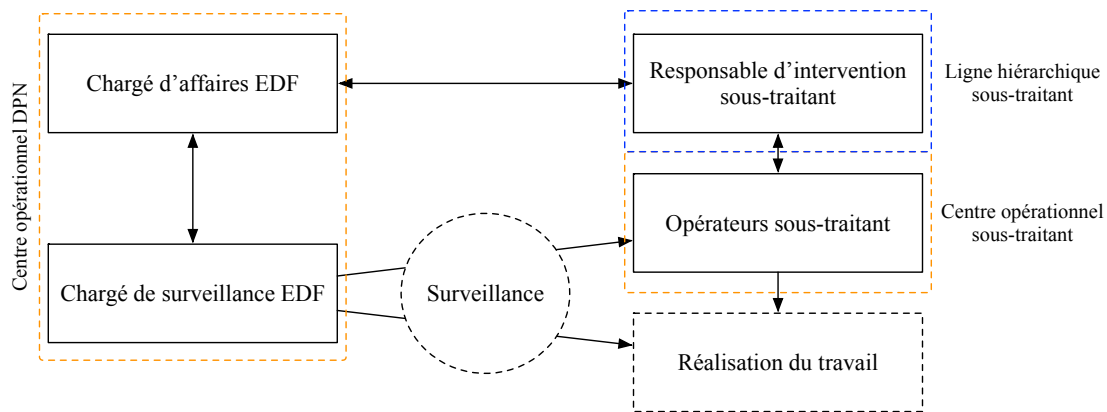 Centre opérationnel DPN
Chargé d'affaires EDF
Responsable d'intervention
sous-traitant
Ligne hiérarchique
sous-traitant
Opérateurs sous-traitant
Centre opérationnel
sous-traitant
Chargé de surveillance EDF
Surveillance
Réalisation du travail